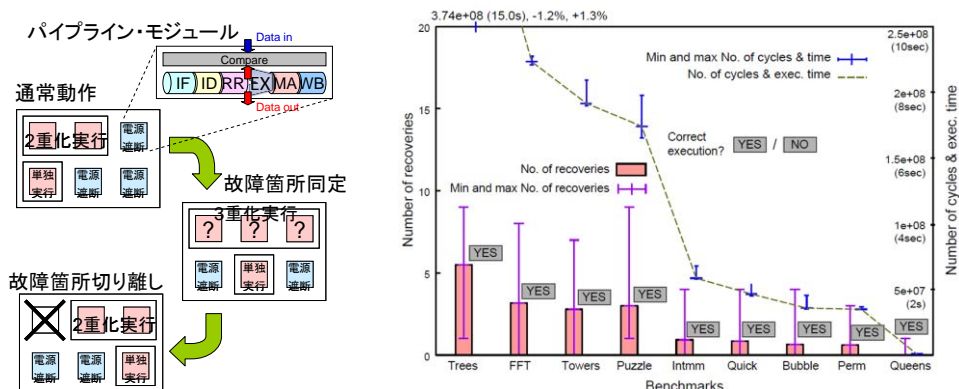 パイプライン・モジュール
Data in
Compare
IF ID RR EX MA WB
Data out
通常動作
2重化実行
電源遮断
単独実行
電源遮断
電源遮断
故障箇所同定
3重化実行
? ? ?
電源遮断
単独実行
電源遮断
故障箇所切り離し
2重化実行
電源遮断
電源遮断
単独実行
3.74e+08 (15.0s), -1.2%, +1.3%
Number of recoveries
20
15
10
5
0
Min and max No. of cycles & time
No. of cycles & exec. time
Correct execution? YES / NO
No. of recoveries
Min and max No. of recoveries
YES YES YES YES YES YES YES YES YES
Trees FFT Towers Puzzle Intmm Quick Bubble Perm Queens
Benchmarks
2.5e+08
(10sec)
2e+08
(8sec)
1.5e+08
(6sec)
1e+08
(4sec)
5e+07
(2s)
0
Number of cycles & exec. time